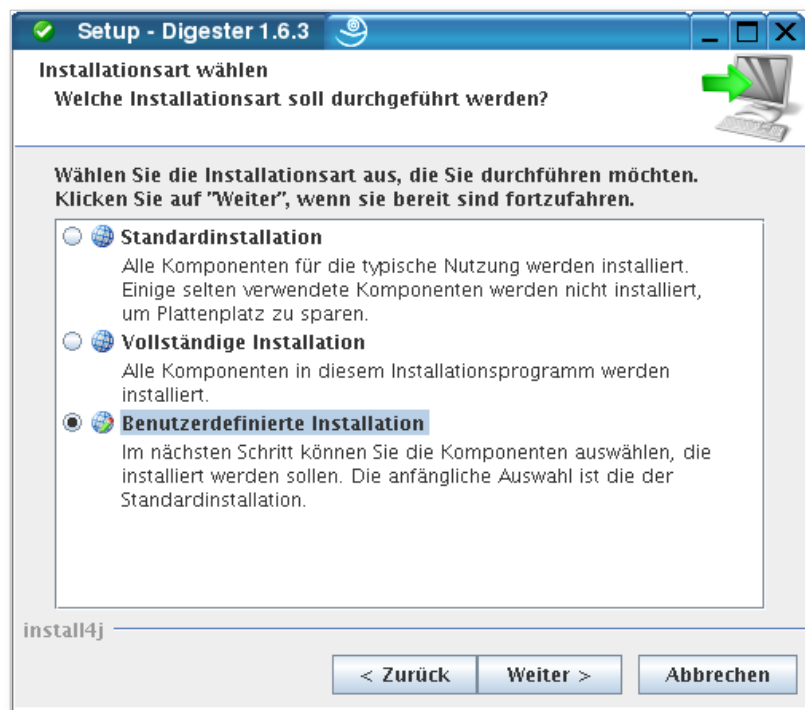 Setup - Digester 1.6.3
Installationsart wählen
Welche Installationsart soll durchgeführt werden?
Wählen Sie die Installationsart aus, die Sie durchführen möchten.
Klicken Sie auf "Weiter", wenn sie bereit sind fortzufahren.
Standardinstallation
Alle Komponenten für die typische Nutzung werden installiert.
Einige selten verwendete Komponenten werden nicht installiert,
um Plattenplatz zu sparen.
Vollständige Installation
Alle Komponenten in diesem Installationsprogramm werden
installiert.
Benutzerdefinierte Installation
Im nächsten Schritt können Sie die Komponenten auswählen, die
installiert werden sollen. Die anfängliche Auswahl ist die der
Standardinstallation.
install4j
< Zurück Weiter > Abbrechen